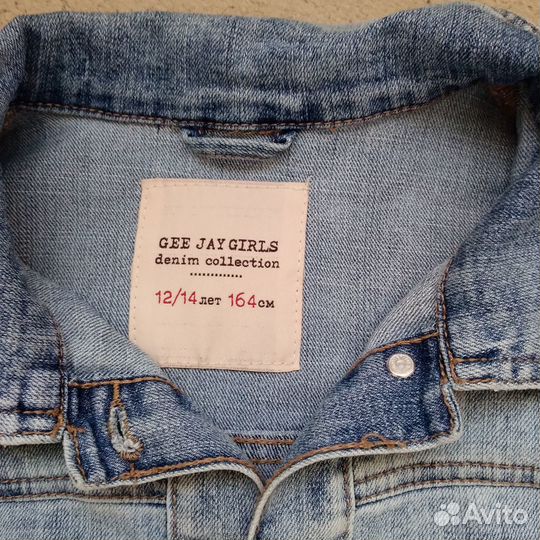 GEE JAY GIRLS
denim collection
12/14 лет 164 см
Avito